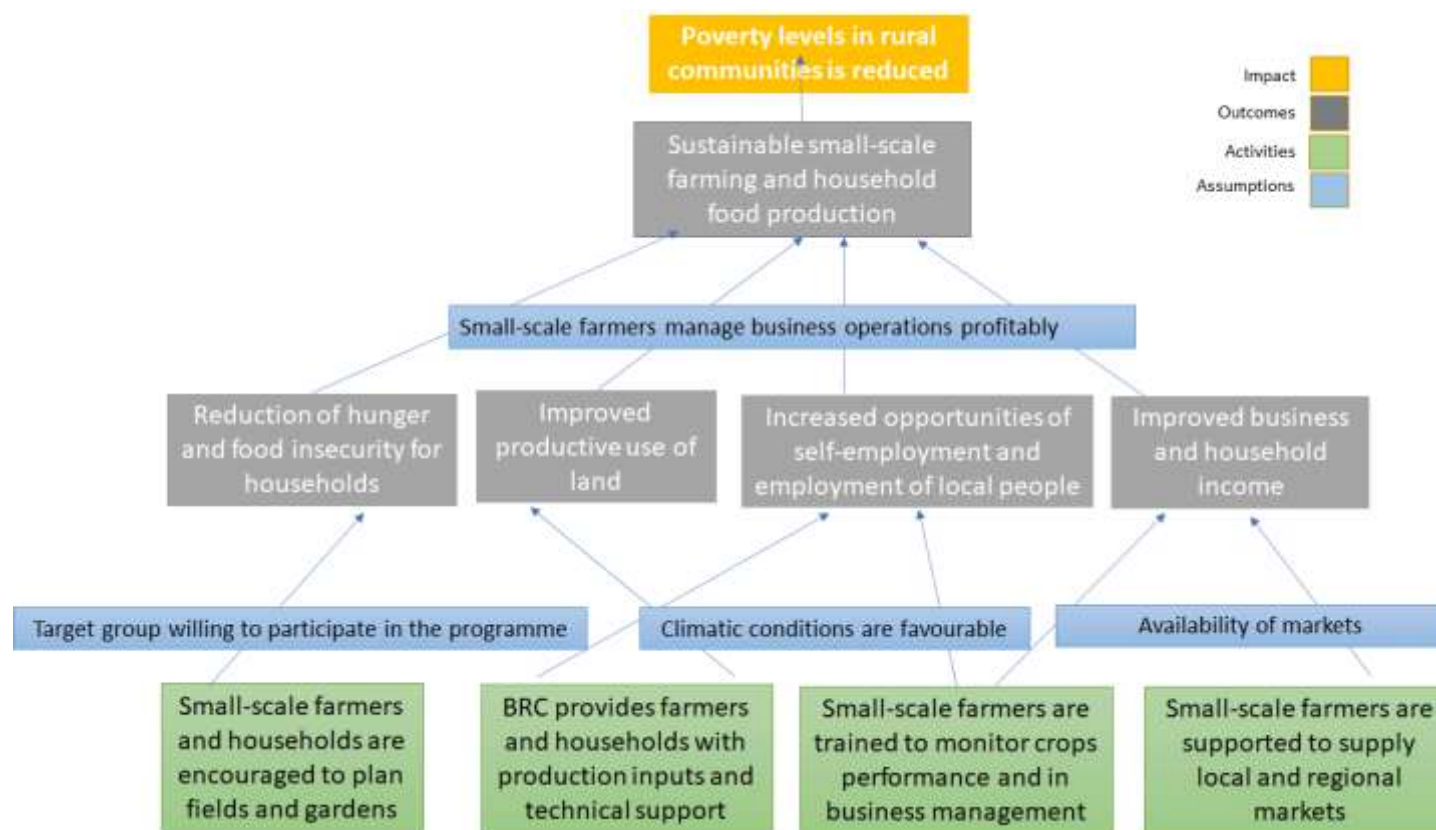 Poverty levels in rural
communities is reduced
Impact
Outcomes
Activities
Assumptions
Sustainable small-scale
farming and household
food production
Small-scale farmers manage business operations profitably
Reduction of hunger
and food insecurity for
households
Improved
productive use of
land
Increased opportunities of
self-employment and
employment of local people
Improved business
and household
income
Target group willing to participate in the programme
Climatic conditions are favourable
Availability of markets
Small-scale farmers
and households are
encouraged to plan
fields and gardens
BRC provides farmers
and households with
production inputs and
technical support
Small-scale farmers are
trained to monitor crops
performance and in
business management
Small-scale farmers are
supported to supply
local and regional
markets